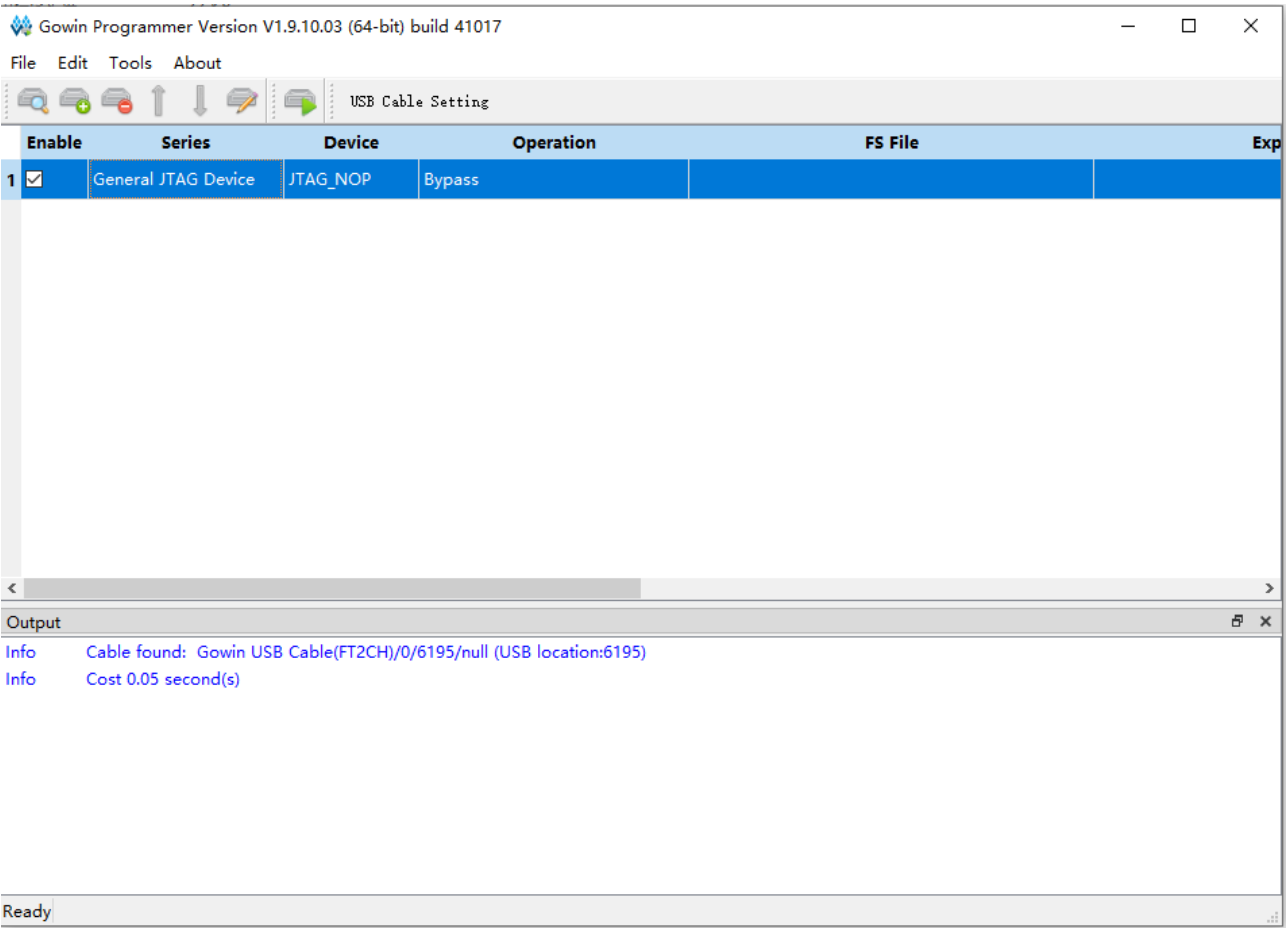 Gowin Programmer Version V1.9.10.03 (64-bit) build 41017
File Edit Tools About
USB Cable Setting
Enable Series Device Operation FS File Exp
1 General JTAG Device JTAG_NOP Bypass
Output
Info Cable found: Gowin USB Cable(FT2CH)/0/6195/null (USB location:6195)
Info Cost 0.05 second(s)
Ready